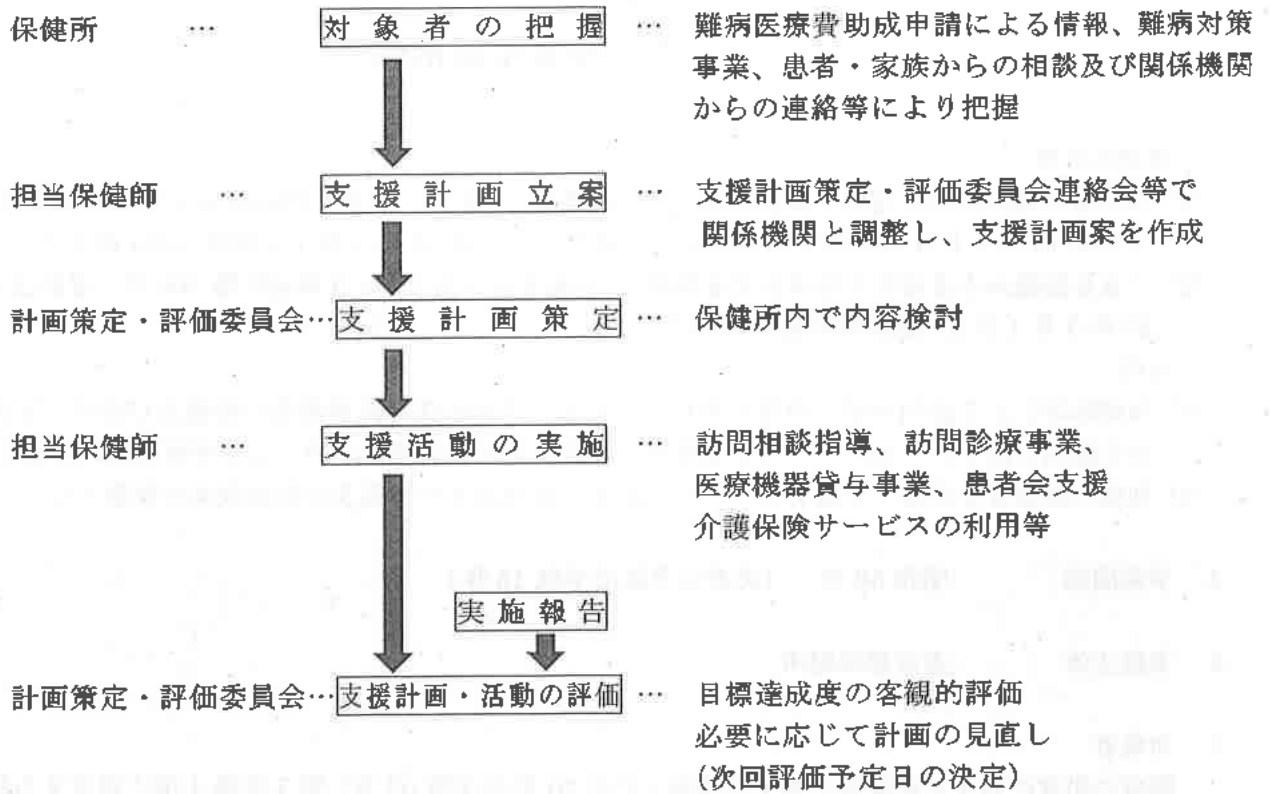 保健所 … 対象者の把握 … 難病医療費助成申請による情報、難病対策
事業、患者・家族からの相談及び関係機関
からの連絡等により把握
担当保健師 … 支援計画立案 … 支援計画策定・評価委員会連絡会等で
関係機関と調整し、支援計画案を作成
計画策定・評価委員会…支援計画策定 … 保健所内で内容検討
担当保健師 … 支援活動の実施 … 訪問相談指導、訪問診療事業、
医療機器貸与事業、患者会支援
介護保険サービスの利用等
実施報告
計画策定・評価委員会…支援計画・活動の評価 … 目標達成度の客観的評価
必要に応じて計画の見直し
(次回評価予定日の決定)